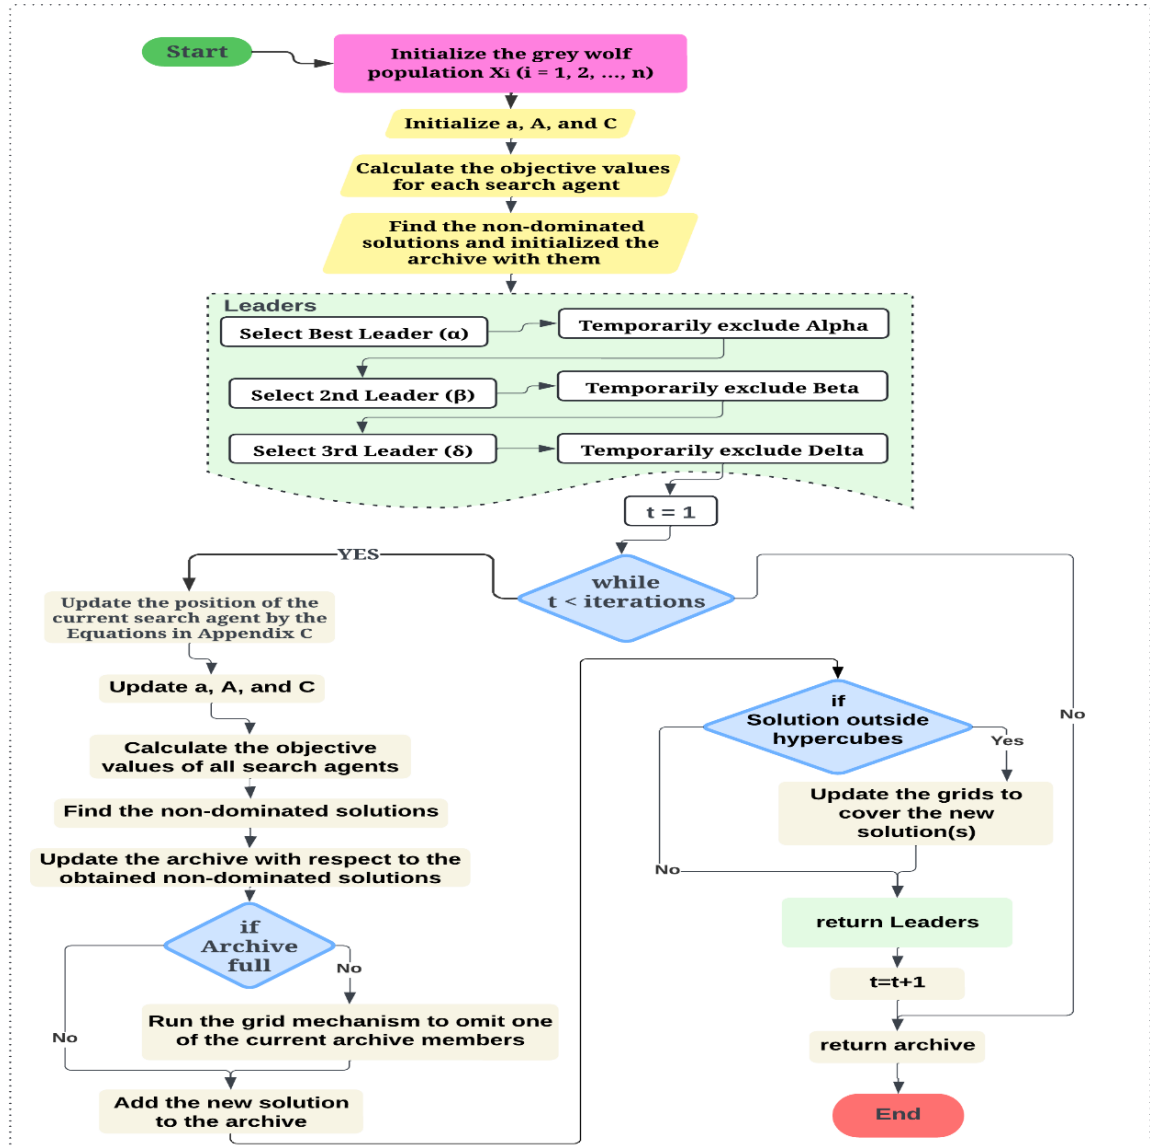 Start
Initialize the grey wolf
population Xi (i = 1, 2, ..., n)
Initialize a, A, and C
Calculate the objective values
for each search agent
Find the non-dominated
solutions and initialized the
archive with them
Leaders
Select Best Leader (α)
Temporarily exclude Alpha
Select 2nd Leader (β)
Temporarily exclude Beta
Select 3rd Leader (δ)
Temporarily exclude Delta
t = 1
while
t < iterations
YES
Update the position of the
current search agent by the
Equations in Appendix C
Update a, A, and C
Calculate the objective
values of all search agents
Find the non-dominated solutions
Update the archive with respect to the
obtained non-dominated solutions
if
Archive
full
No
Run the grid mechanism to omit one
of the current archive members
No
Add the new solution
to the archive
if
Solution outside
hypercubes
Yes
Update the grids to
cover the new
solution(s)
No
return Leaders
t=t+1
No
return archive
End